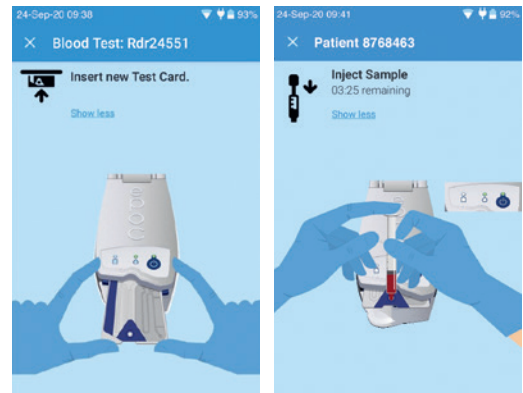 24-Sep-20 09:38
93%
× Blood Test: Rdr24551
Insert new Test Card.
Show less
epoc
24-Sep-20 09:41
92%
× Patient 8768463
Inject Sample
03:25 remaining
Show less